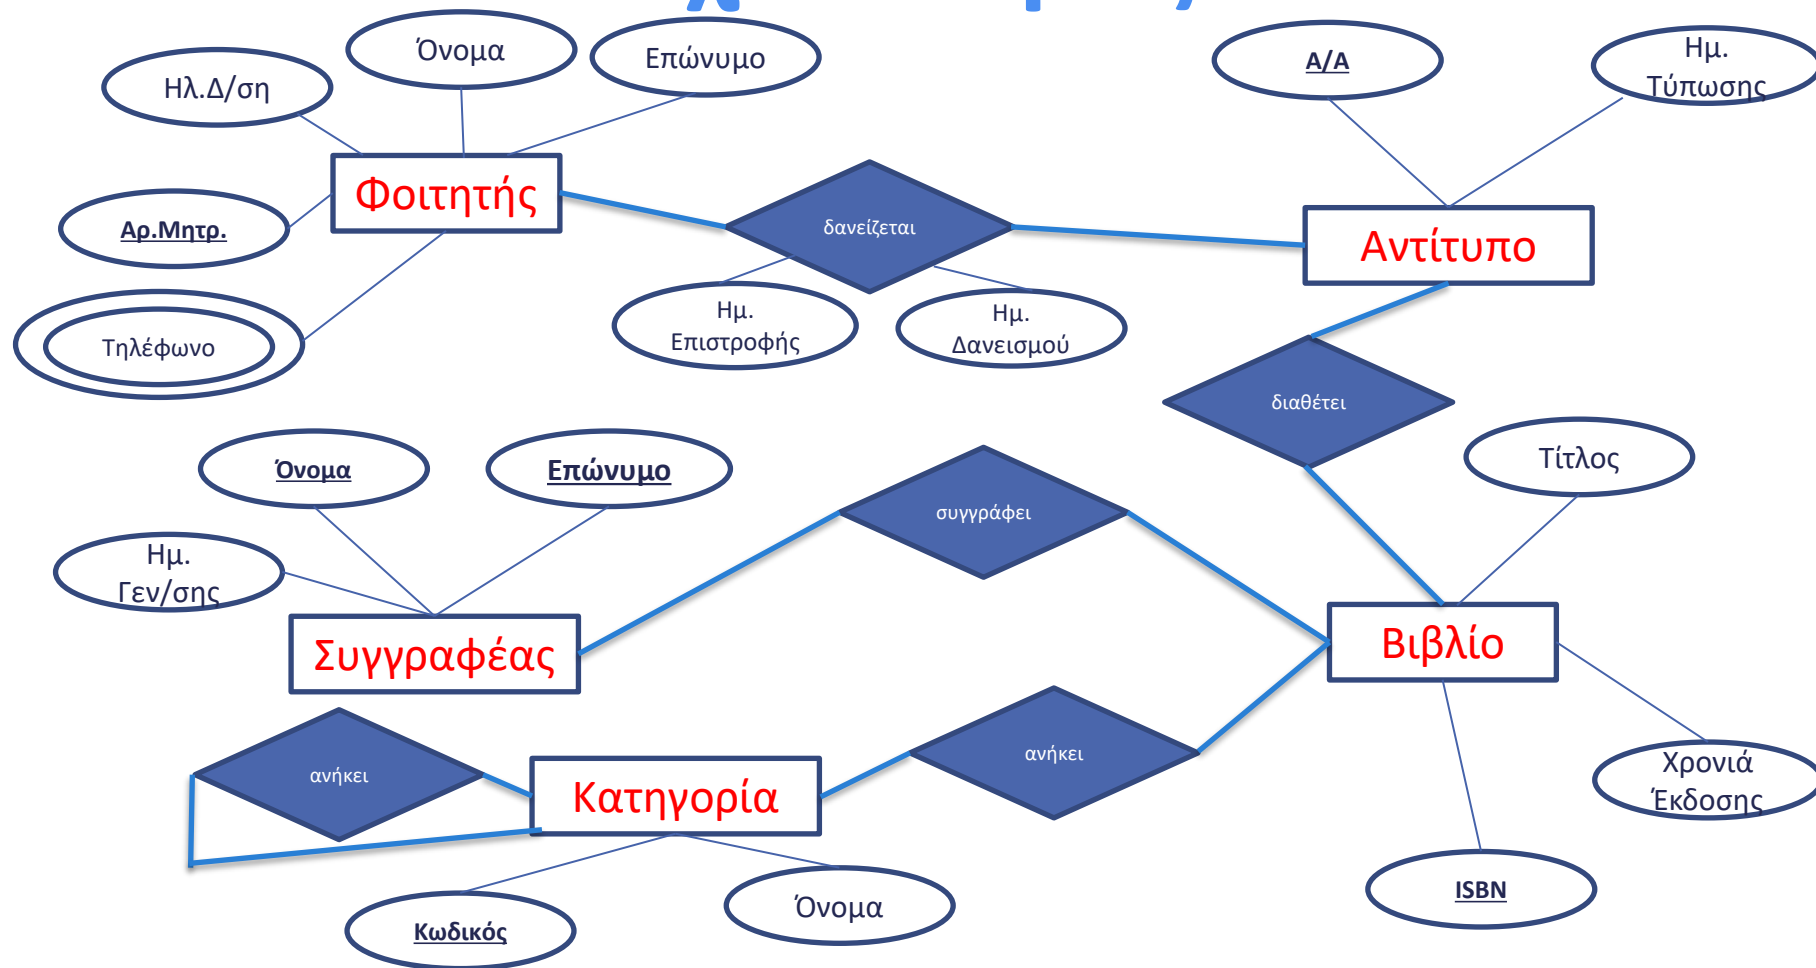 Όνομα
Επώνυμο
Ηλ.Δ/ση
Α/Α
Ημ.
Τύπωσης
Φοιτητής
Αρ.Μητρ.
δανείζεται
Αντίτυπο
Ημ.
Επιστροφής
Ημ.
Δανεισμού
Τηλέφωνο
διαθέτει
Όνομα
Επώνυμο
Τίτλος
συγγράφει
Ημ.
Γεν/σης
Συγγραφέας
Βιβλίο
ανήκει
ανήκει
Κατηγορία
Χρονιά
Έκδοσης
Κωδικός
Όνομα
ISBN